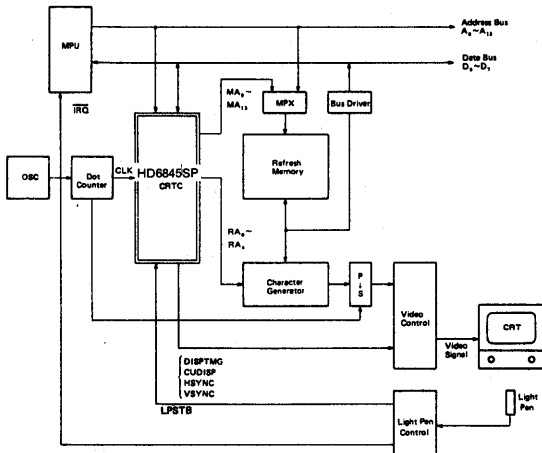 MPU
Address Bus
A₀~A₁₅
Date Bus
D₀~D₇
IRQ
MA₀~
MA₁₃
MPX
Bus Driver
OSC
Dot
Counter
CLK
HD6845SP
CRTC
Refresh
Memory
RA₀~
RA₄
Character
Generator
P
↓
S
Video
Control
CRT
Video
Signal
DISPTMG
CUDISP
HSYNC
VSYNC
LPSTB
Light Pen
Control
Light
Pen